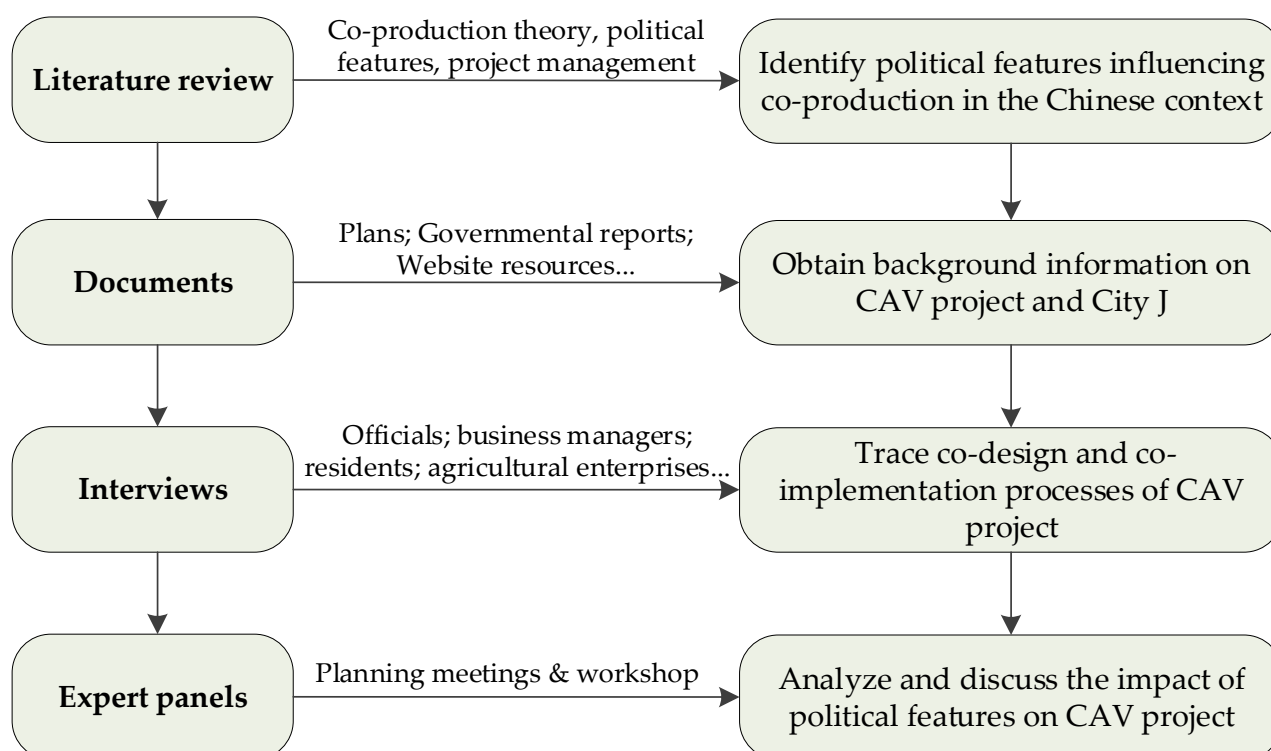 Literature review
Co-production theory, political
features, project management
Identify political features influencing
co-production in the Chinese context
Documents
Plans; Governmental reports;
Website resources...
Obtain background information on
CAV project and City J
Interviews
Officials; business managers;
residents; agricultural enterprises...
Trace co-design and co-
implementation processes of CAV
project
Expert panels
Planning meetings & workshop
Analyze and discuss the impact of
political features on CAV project